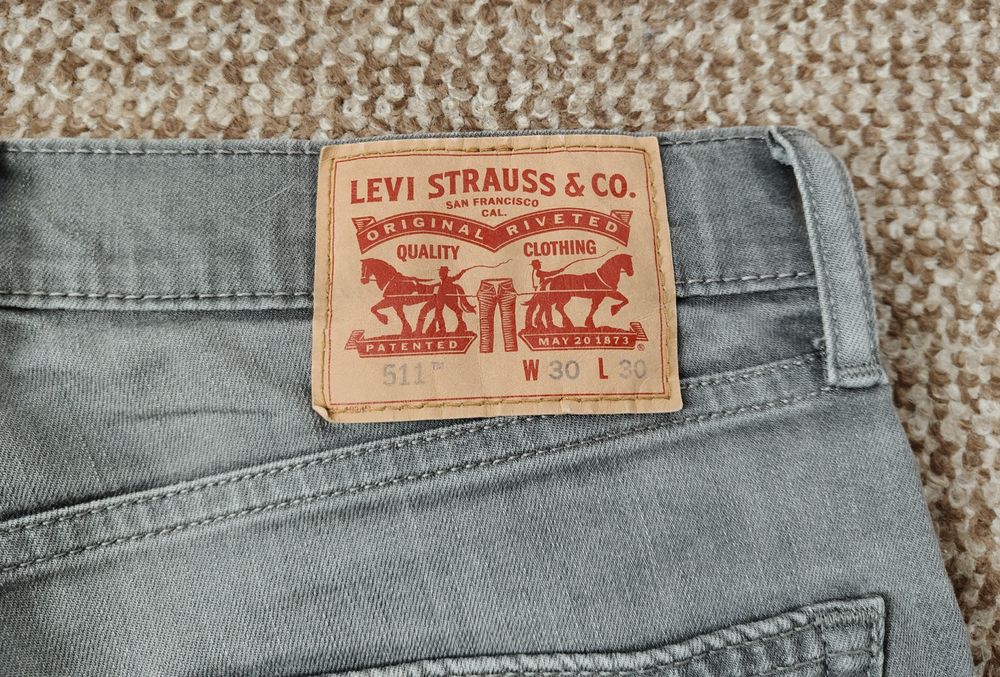 LEVI STRAUSS & CO.
SAN FRANCISCO
CAL.
ORIGINAL RIVETED
QUALITY CLOTHING
PATENTED MAY 20 1873 ®
511™ W 30 L 30